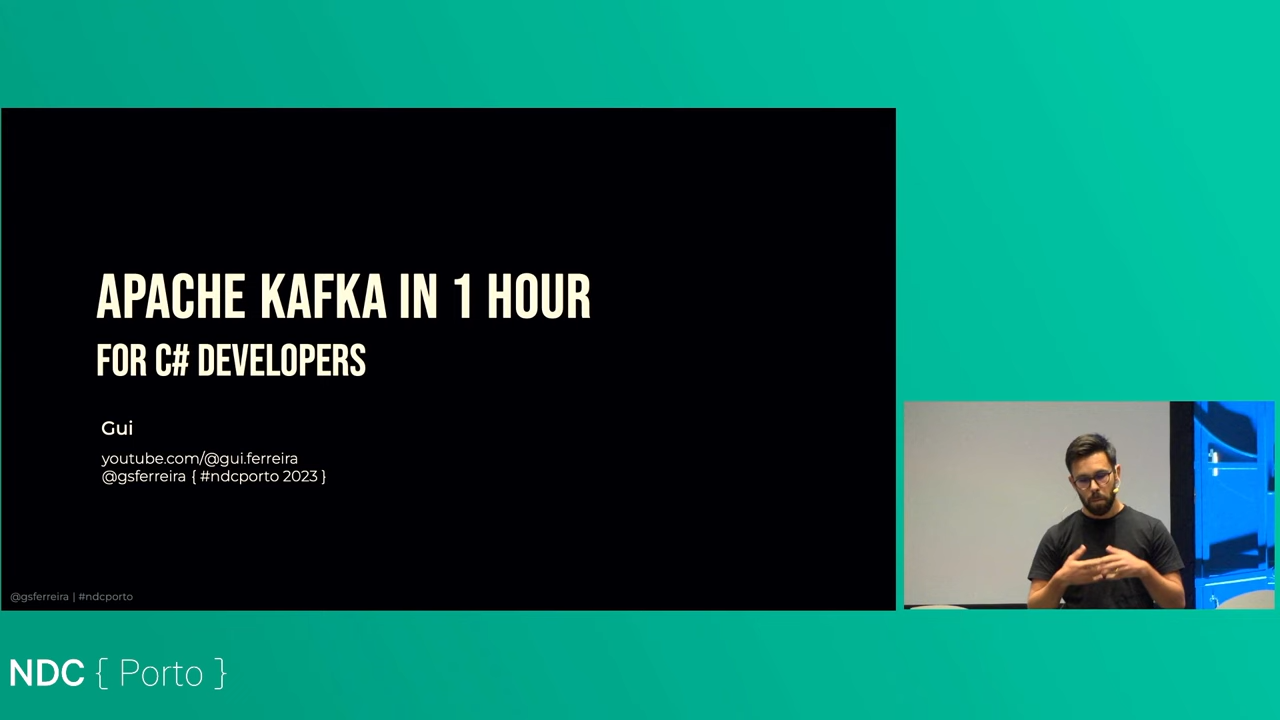 APACHE KAFKA IN 1 HOUR
FOR C# DEVELOPERS
Gui
youtube.com/@gui.ferreira
@gsferreira { #ndcporto 2023 }
@gsferreira | #ndcporto
NDC { Porto }